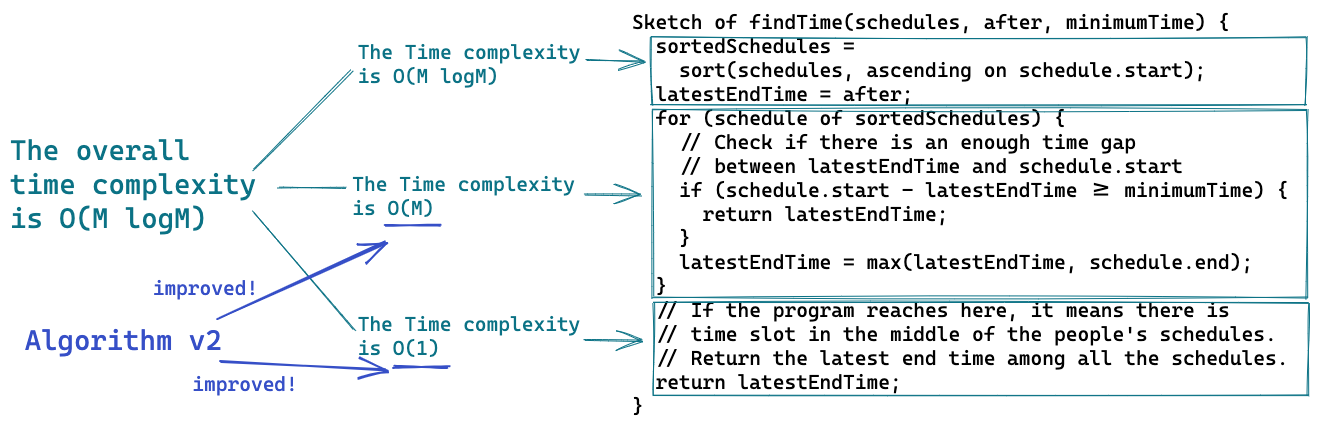 Sketch of findTime(schedules, after, minimumTime) {
The Time complexity
is O(M logM)
sortedSchedules =
sort(schedules, ascending on schedule.start);
latestEndTime = after;
The overall
time complexity
is O(M logM)
The Time complexity
is O(M)
for (schedule of sortedSchedules) {
// Check if there is an enough time gap
// between latestEndTime and schedule.start
if (schedule.start - latestEndTime ≥ minimumTime) {
return latestEndTime;
}
latestEndTime = max(latestEndTime, schedule.end);
}
improved!
Algorithm v2
improved!
The Time complexity
is O(1)
// If the program reaches here, it means there is
// time slot in the middle of the people's schedules.
// Return the latest end time among all the schedules.
return latestEndTime;
}